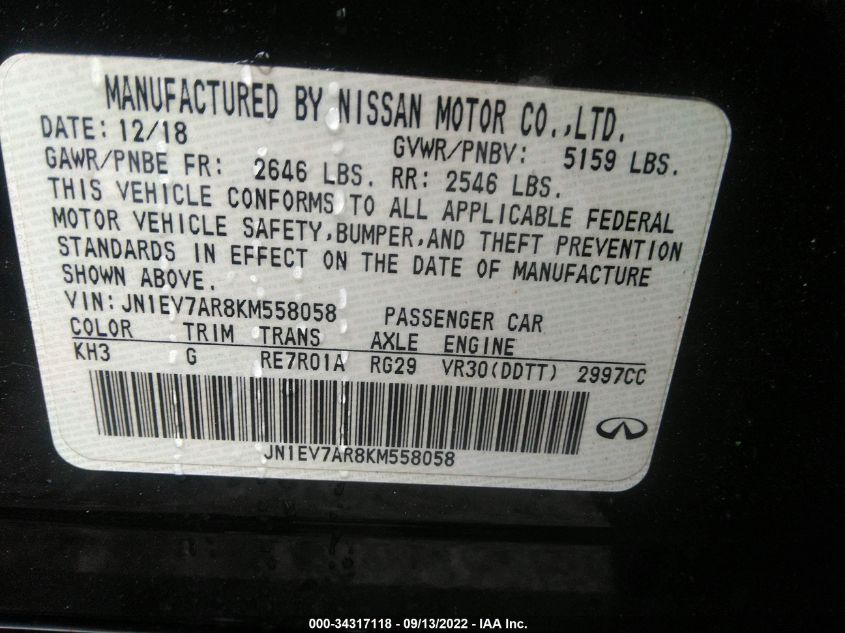 MANUFACTURED BY NISSAN MOTOR CO.,LTD.
DATE: 12/18 GVWR/PNBV: 5159 LBS.
GAWR/PNBE FR: 2646 LBS. RR: 2546 LBS.
THIS VEHICLE CONFORMS TO ALL APPLICABLE FEDERAL
MOTOR VEHICLE SAFETY,BUMPER,AND THEFT PREVENTION
STANDARDS IN EFFECT ON THE DATE OF MANUFACTURE
SHOWN ABOVE.
VIN: JN1EV7AR8KM558058 PASSENGER CAR
COLOR TRIM TRANS AXLE ENGINE
KH3 G RE7R01A RG29 VR30(DDTT) 2997CC
JN1EV7AR8KM558058
000-34317118 - 09/13/2022 - IAA Inc.